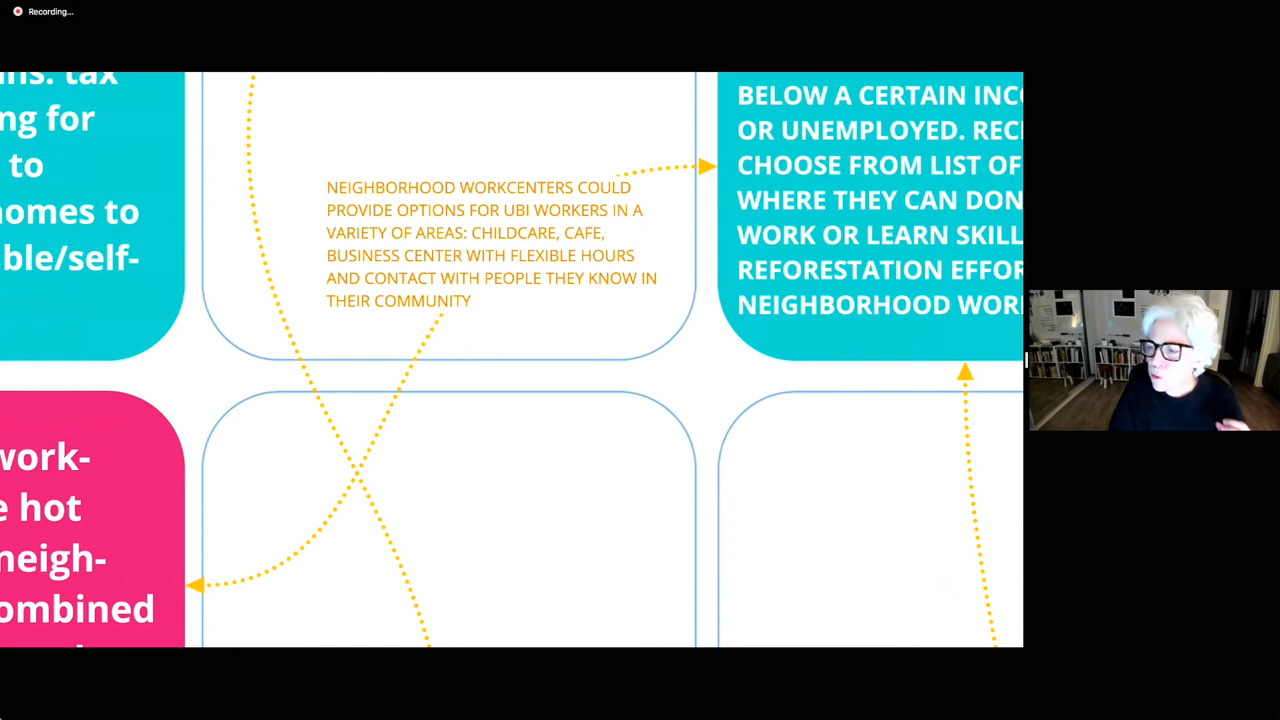 Recording...
ns: tax
ng for
to
omes to
ble/self-
NEIGHBORHOOD WORKCENTERS COULD
PROVIDE OPTIONS FOR UBI WORKERS IN A
VARIETY OF AREAS: CHILDCARE, CAFE,
BUSINESS CENTER WITH FLEXIBLE HOURS
AND CONTACT WITH PEOPLE THEY KNOW IN
THEIR COMMUNITY
BELOW A CERTAIN INC
OR UNEMPLOYED. REC
CHOOSE FROM LIST OF
WHERE THEY CAN DON
WORK OR LEARN SKILL
REFORESTATION EFFOR
NEIGHBORHOOD WOR
work-
e hot
neigh-
ombined